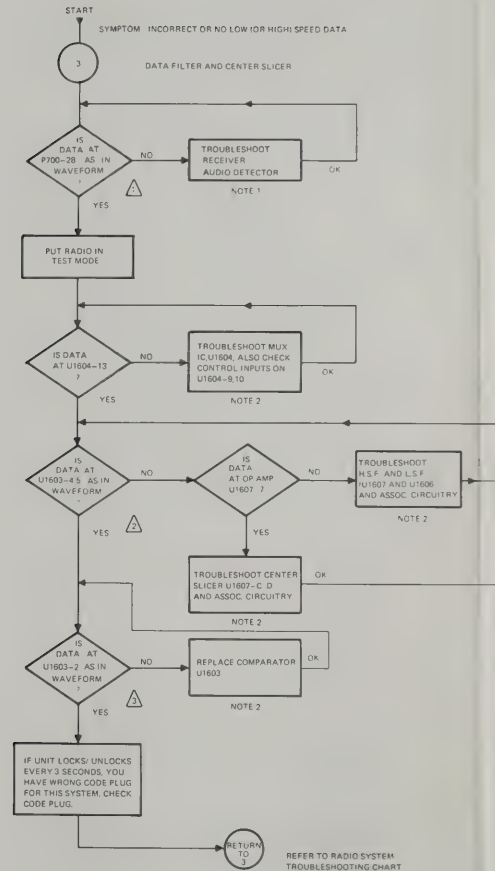 START
SYMPTOM INCORRECT OR NO LOW (OR HIGH) SPEED DATA
3
DATA FILTER AND CENTER SLICER
IS
DATA AT
P700-28 AS IN
WAVEFORM
?
NO
1
YES
TROUBLESHOOT
RECEIVER
AUDIO DETECTOR
OK
NOTE 1
PUT RADIO IN
TEST MODE
IS DATA
AT U1604-13
?
NO
YES
TROUBLESHOOT MUX
IC, U1604, ALSO CHECK
CONTROL INPUTS ON
U1604-9, 10
OK
NOTE 2
IS
DATA AT
U1603-4,5 AS IN
WAVEFORM
NO
2
YES
IS
DATA
AT OP AMP
U1607 ?
NO
YES
TROUBLESHOOT
H.S.F. AND L.S.F.
(U1607 AND U1606
AND ASSOC. CIRCUITRY
NOTE 2
TROUBLESHOOT CENTER
SLICER U1607-C D
AND ASSOC. CIRCUITRY
OK
NOTE 2
IS
DATA AT
U1603-2 AS IN
WAVEFORM
?
NO
3
YES
REPLACE COMPARATOR
U1603
OK
NOTE 2
IF UNIT LOCKS/UNLOCKS
EVERY 3 SECONDS, YOU
HAVE WRONG CODE PLUG
FOR THIS SYSTEM. CHECK
CODE PLUG.
RETURN
TO
3
REFER TO RADIO SYSTEM
TROUBLESHOOTING CHART